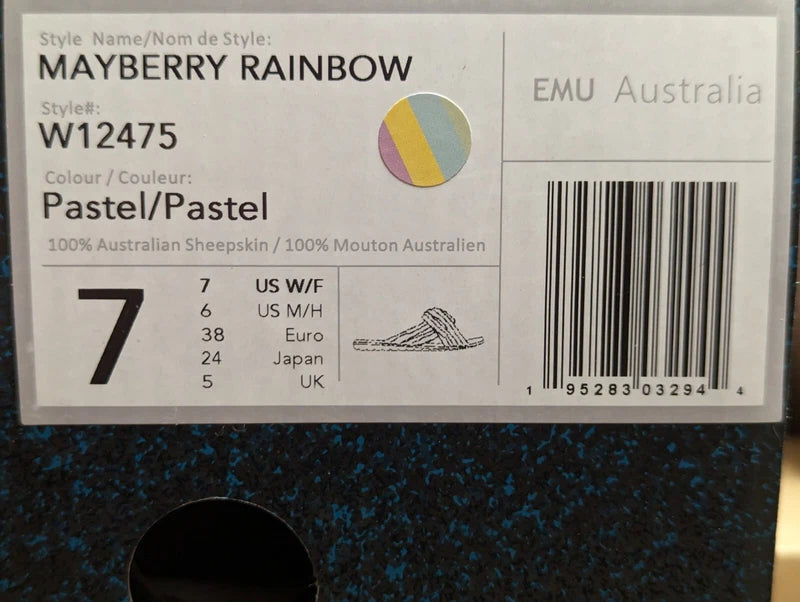 Style Name/Nom de Style:
MAYBERRY RAINBOW
Style#:
W12475
Colour / Couleur:
Pastel/Pastel
100% Australian Sheepskin / 100% Mouton Australien
7
7 US W/F
6 US M/H
38 Euro
24 Japan
5 UK
EMU Australia
1 95283 03294 4